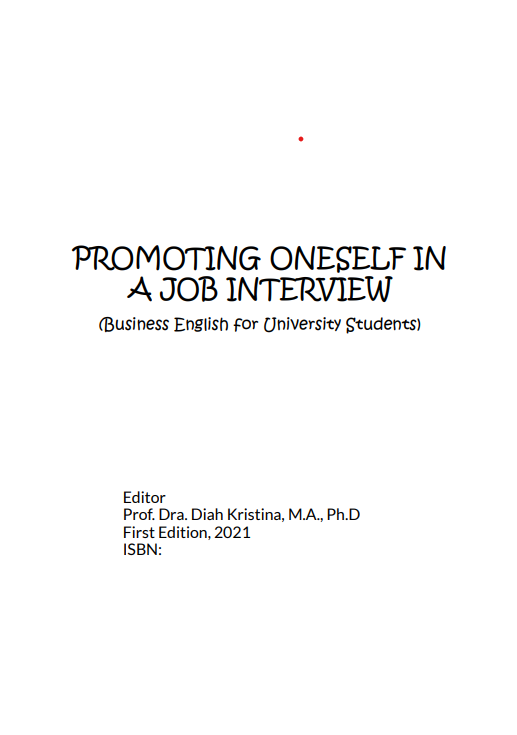 PROMOTING ONESELF IN
A JOB INTERVIEW
(Business English for University Students)
Editor
Prof. Dra. Diah Kristina, M.A., Ph.D
First Edition, 2021
ISBN: